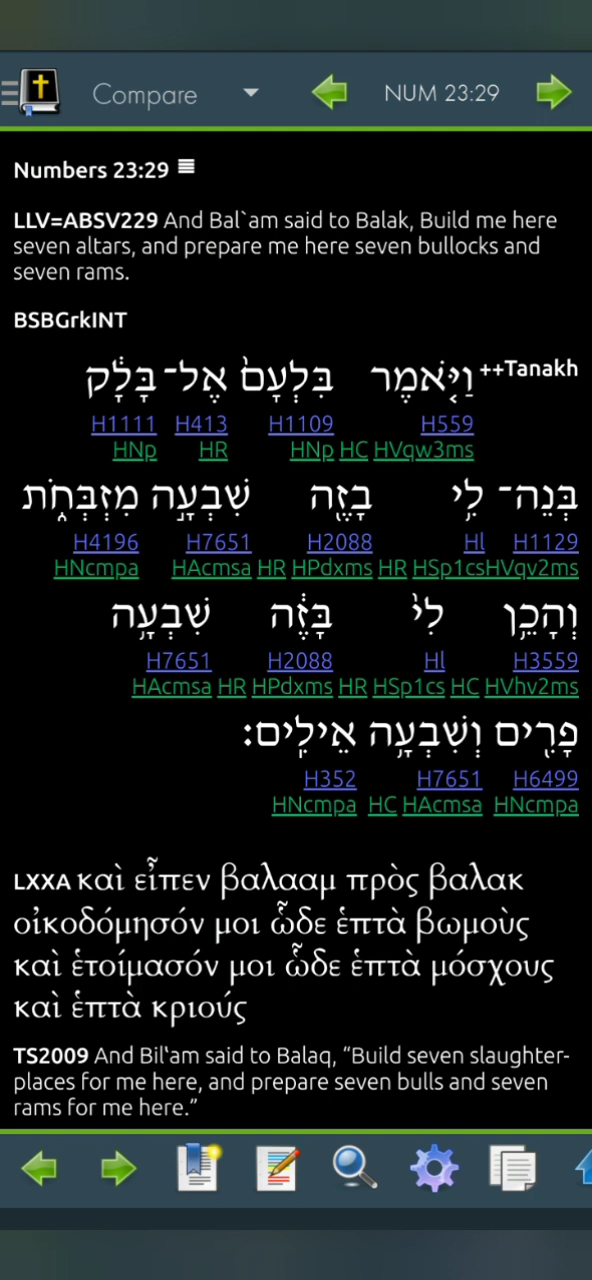 Compare
NUM 23:29
Numbers 23:29
LLV=ABSV229 And Bal`am said to Balak, Build me here
seven altars, and prepare me here seven bullocks and
seven rams.
BSBGrkINT
++Tanakh וַיֹּ֤אמֶר בִּלְעָם֙ אֶל־ בָּלָ֔ק
H1111 H413 H1109 H559
HNp HR HNp HC HVqw3ms
בְּנֵה־ לִ֥י בָזֶ֖ה שִׁבְעָ֣ה מִזְבְּחֹ֑ת
H4196 H7651 H2088 Hl H1129
HNcmpa HAcmsa HR HPdxms HR HSp1csHVqv2ms
וְהָכֵ֥ן לִי֙ בָּזֶ֔ה שִׁבְעָ֥ה
H7651 H2088 Hl H3559
HAcmsa HR HPdxms HR HSp1cs HC HVhv2ms
פָרִ֖ים וְשִׁבְעָ֥ה אֵילִֽים׃
H352 H7651 H6499
HNcmpa HC HAcmsa HNcmpa
LXXA καὶ εἶπεν βαλααμ πρὸς βαλακ
οἰκοδόμησόν μοι ὧδε ἑπτὰ βωμοὺς
καὶ ἑτοίμασόν μοι ὧδε ἑπτὰ μόσχους
καὶ ἑπτὰ κριούς
TS2009 And Bil‛am said to Balaq, “Build seven slaughter-
places for me here, and prepare seven bulls and seven
rams for me here.”